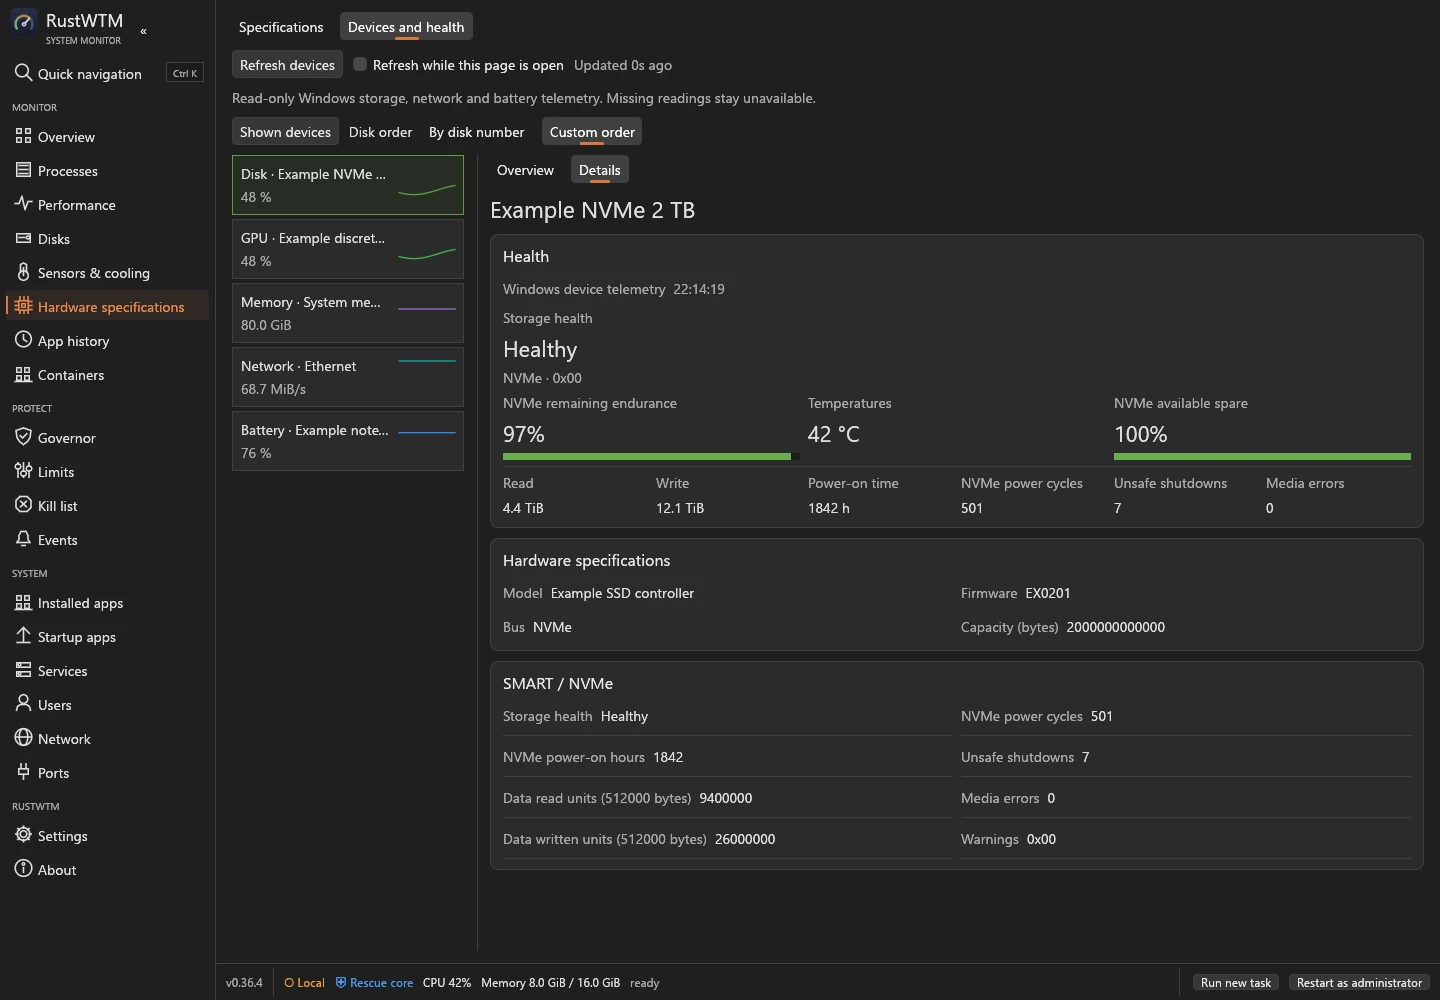 RustWTM
SYSTEM MONITOR
«
Quick navigation Ctrl K
MONITOR
Overview
Processes
Performance
Disks
Sensors & cooling
Hardware specifications
App history
Containers
PROTECT
Governor
Limits
Kill list
Events
SYSTEM
Installed apps
Startup apps
Services
Users
Network
Ports
RUSTWTM
Settings
About
Specifications Devices and health
Refresh devices Refresh while this page is open Updated 0s ago
Read-only Windows storage, network and battery telemetry. Missing readings stay unavailable.
Shown devices Disk order By disk number Custom order
Disk · Example NVMe ...
48 %
GPU · Example discret...
48 %
Memory · System me...
80.0 GiB
Network · Ethernet
68.7 MiB/s
Battery · Example note...
76 %
Overview Details
Example NVMe 2 TB
Health
Windows device telemetry 22:14:19
Storage health
Healthy
NVMe · 0x00
NVMe remaining endurance Temperatures NVMe available spare
97% 42 °C 100%
Read Write Power-on time NVMe power cycles Unsafe shutdowns Media errors
4.4 TiB 12.1 TiB 1842 h 501 7 0
Hardware specifications
Model Example SSD controller Firmware EX0201
Bus NVMe Capacity (bytes) 2000000000000
SMART / NVMe
Storage health Healthy NVMe power cycles 501
NVMe power-on hours 1842 Unsafe shutdowns 7
Data read units (512000 bytes) 9400000 Media errors 0
Data written units (512000 bytes) 26000000 Warnings 0x00
v0.36.4 Local Rescue core CPU 42% Memory 8.0 GiB / 16.0 GiB ready Run new task Restart as administrator